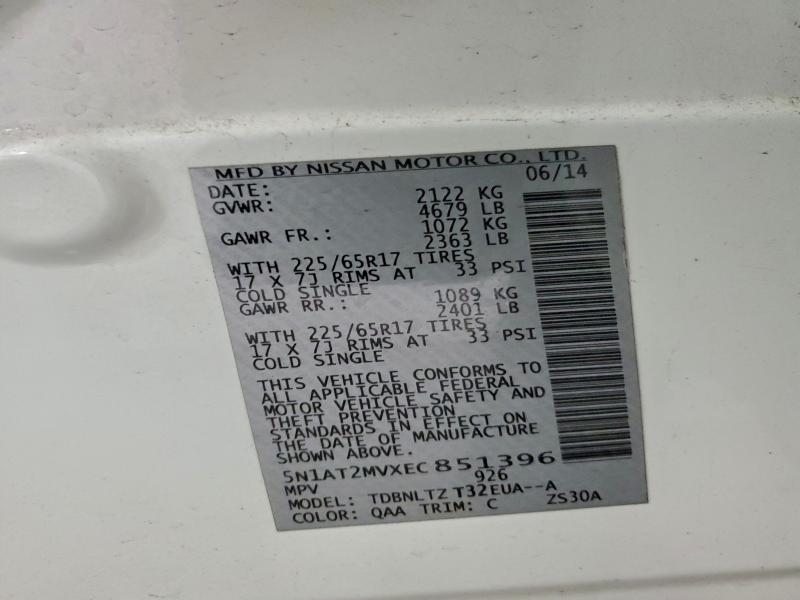 MFD BY NISSAN MOTOR CO., LTD.
DATE: 06/14
GVWR: 2122 KG
4679 LB
GAWR FR.: 1072 KG
2363 LB
WITH 225/65R17 TIRES
17 X 7J RIMS AT 33 PSI
COLD SINGLE
GAWR RR.: 1089 KG
2401 LB
WITH 225/65R17 TIRES
17 X 7J RIMS AT 33 PSI
COLD SINGLE
THIS VEHICLE CONFORMS TO
ALL APPLICABLE FEDERAL
MOTOR VEHICLE SAFETY AND
THEFT PREVENTION
STANDARDS IN EFFECT ON
THE DATE OF MANUFACTURE
SHOWN ABOVE.
5N1AT2MVXEC851396
MPV 926
MODEL: TDBNLTZ T32EUA--A
COLOR: QAA TRIM: C ZS30A